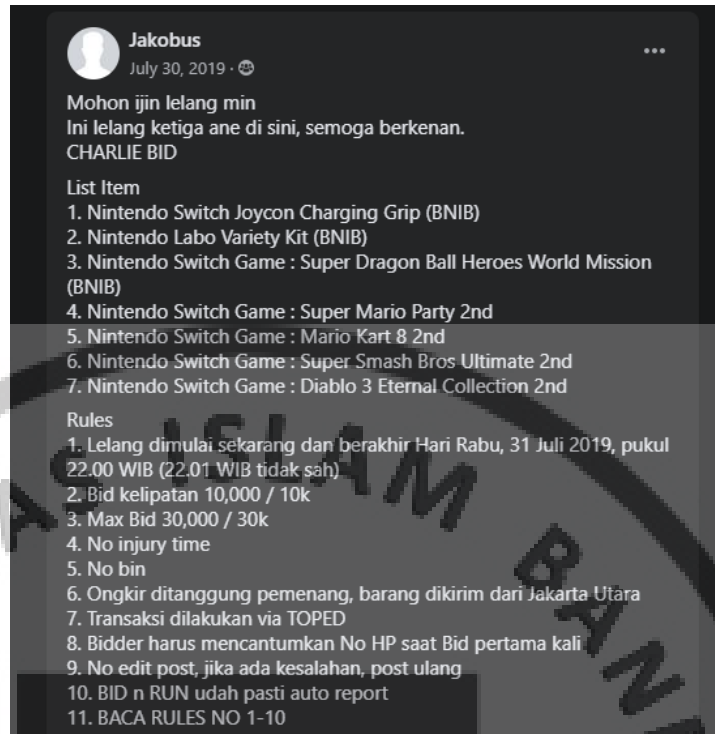 Jakobus
July 30, 2019 ·
Mohon ijin lelang min
Ini lelang ketiga ane di sini, semoga berkenan.
CHARLIE BID
List Item
1. Nintendo Switch Joycon Charging Grip (BNIB)
2. Nintendo Labo Variety Kit (BNIB)
3. Nintendo Switch Game : Super Dragon Ball Heroes World Mission
(BNIB)
4. Nintendo Switch Game : Super Mario Party 2nd
5. Nintendo Switch Game : Mario Kart 8 2nd
6. Nintendo Switch Game : Super Smash Bros Ultimate 2nd
7. Nintendo Switch Game : Diablo 3 Eternal Collection 2nd
Rules
1. Lelang dimulai sekarang dan berakhir Hari Rabu, 31 Juli 2019, pukul
22.00 WIB (22.01 WIB tidak sah)
2. Bid kelipatan 10,000 / 10k
3. Max Bid 30,000 / 30k
4. No injury time
5. No bin
6. Ongkir ditanggung pemenang, barang dikirim dari Jakarta Utara
7. Transaksi dilakukan via TOPED
8. Bidder harus mencantumkan No HP saat Bid pertama kali
9. No edit post, jika ada kesalahan, post ulang
10. BID n RUN udah pasti auto report
11. BACA RULES NO 1-10
AS ISLAM BAN